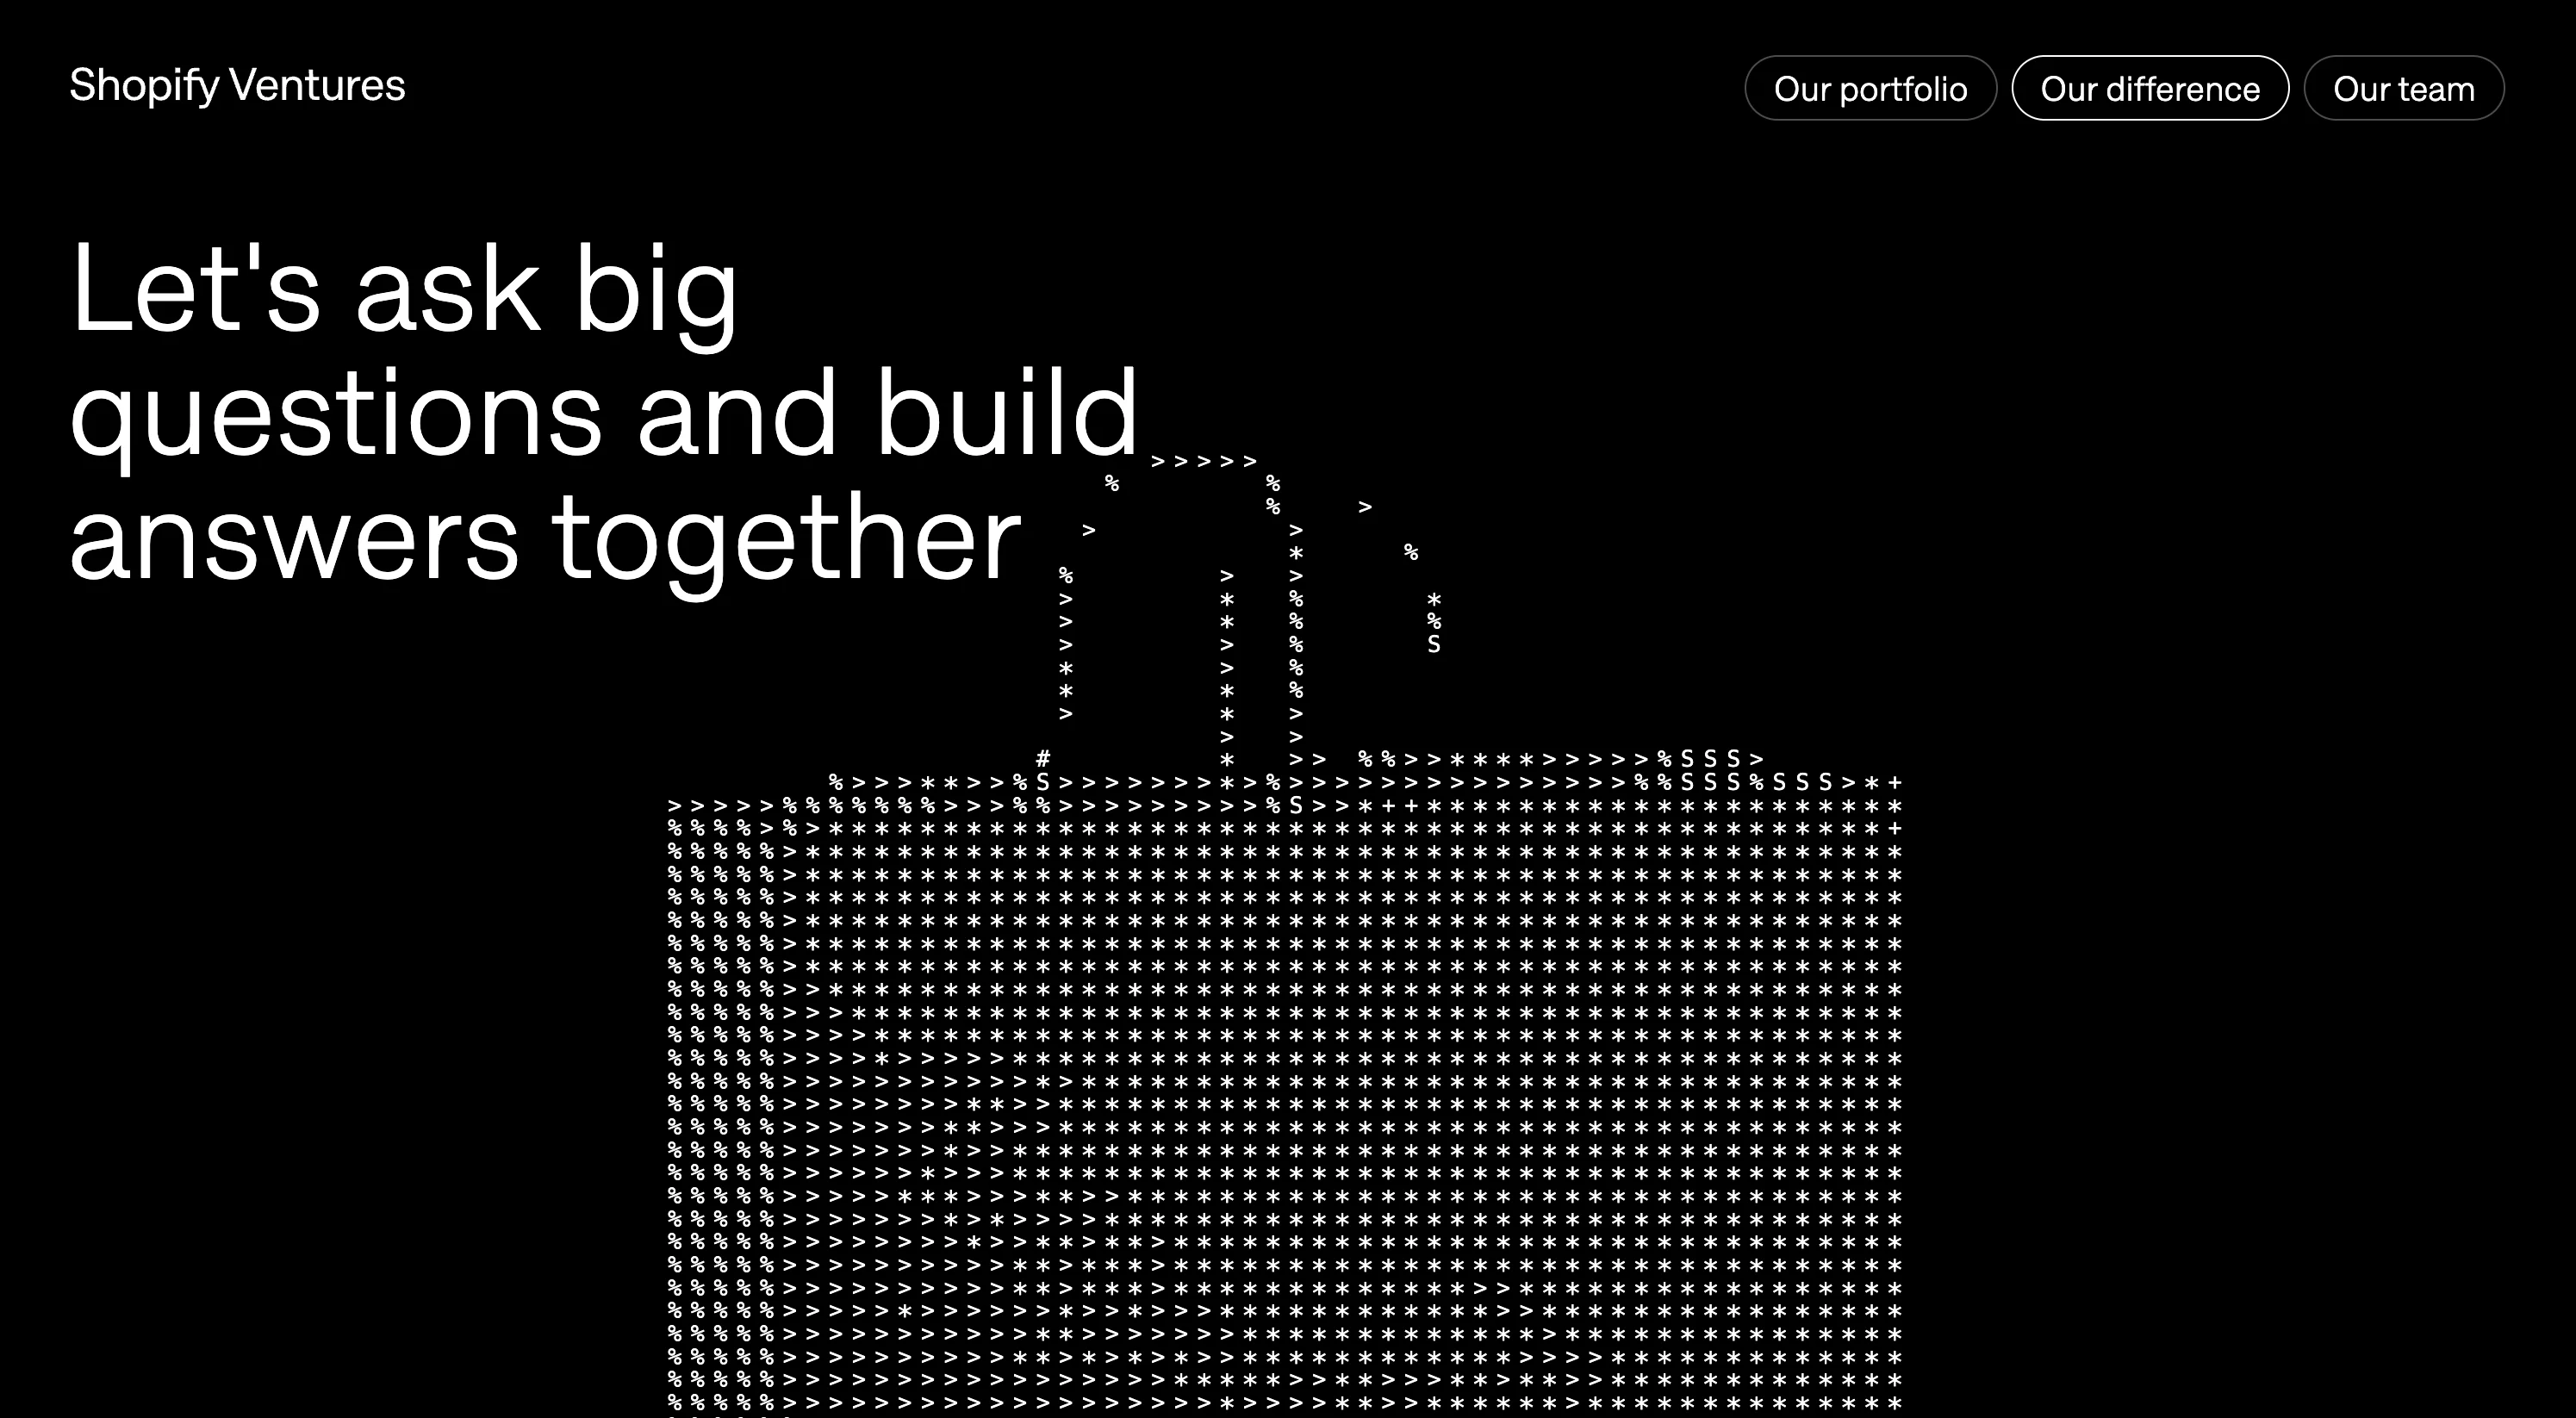 Shopify Ventures
Our portfolio
Our difference
Our team
Let's ask big
questions and build
answers together